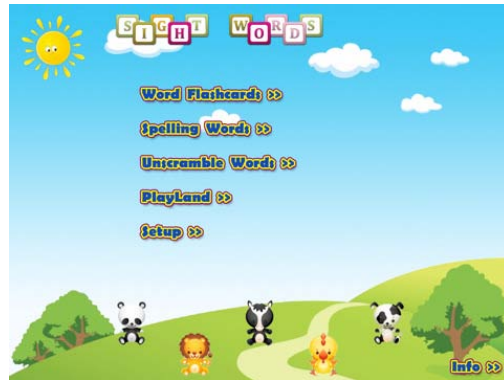 SIGHT WORDS
Word Flashcards >>
Spelling Words >>
Unscramble Words >>
PlayLand >>
Setup >>
Info >>